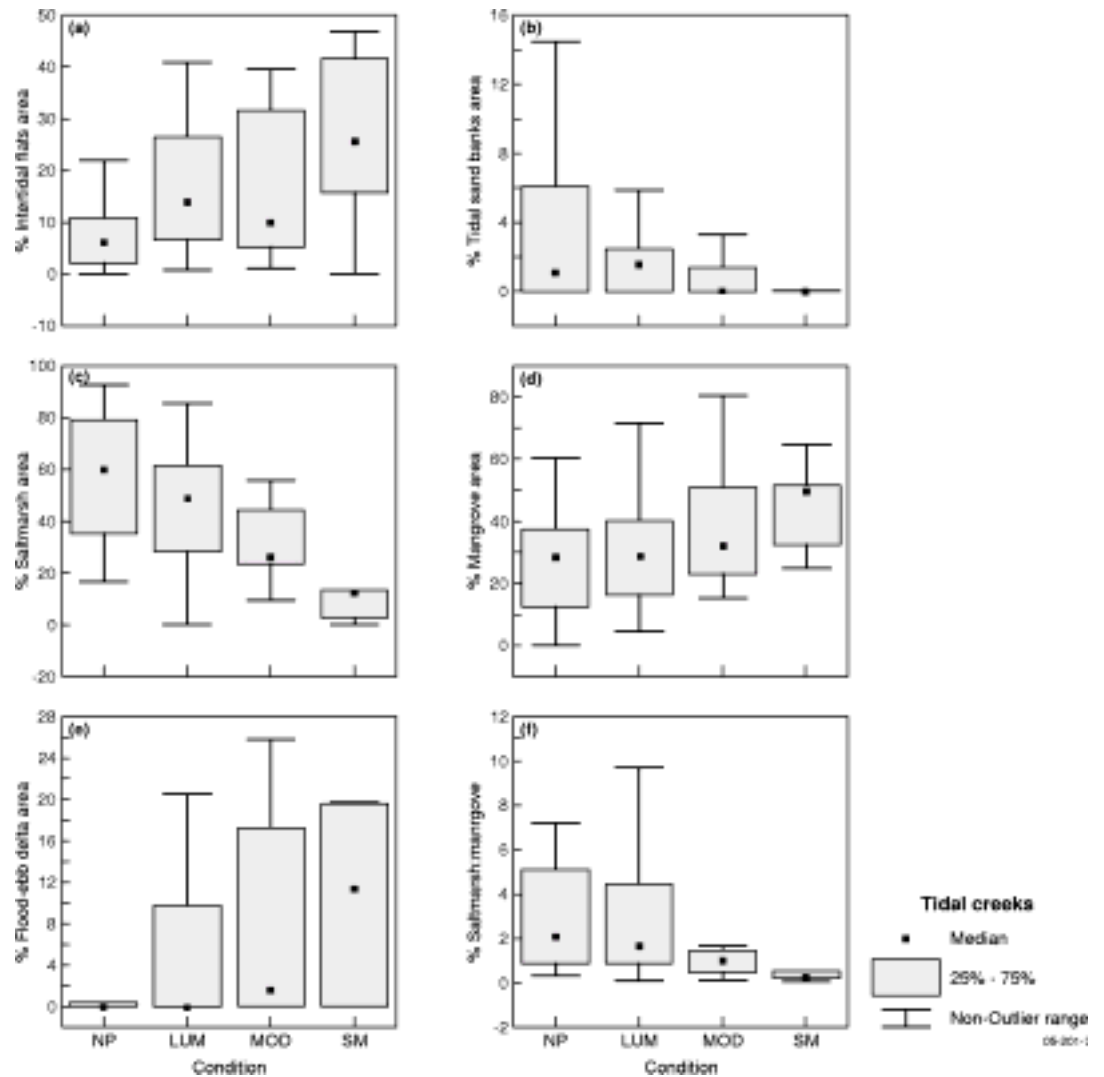 (a)
% Intertidal flats area
50
40
30
20
10
0
-10
(b)
% Tidal sand banks area
16
12
8
4
0
(c)
% Saltmarsh area
100
80
60
40
20
0
-20
(d)
% Mangrove area
80
60
40
20
0
(e)
% Flood-ebb delta area
28
24
20
16
12
8
4
0
NP LUM MOD SM
Condition
(f)
% Saltmarsh manrgove
12
10
8
6
4
2
0
-2
NP LUM MOD SM
Condition
Tidal creeks
Median
25% - 75%
Non-Outlier range